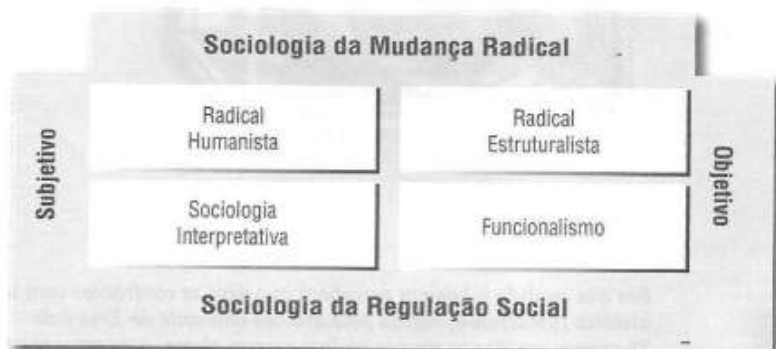 Sociologia da Mudança Radical
Subjetivo
Radical
Humanista
Radical
Estruturalista
Objetivo
Sociologia
Interpretativa
Funcionalismo
Sociologia da Regulação Social